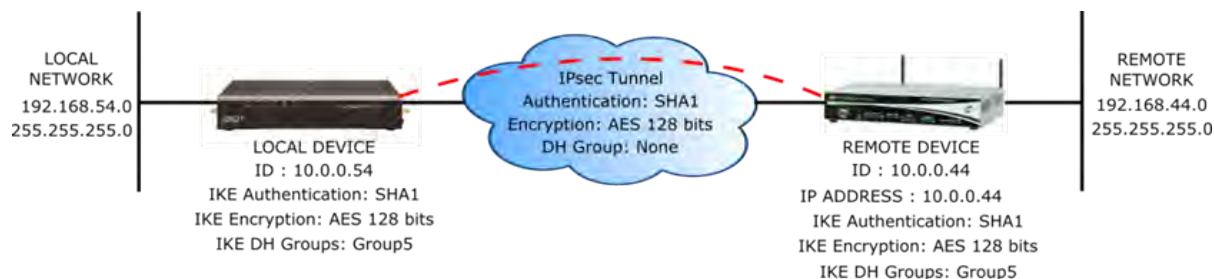 LOCAL
NETWORK
192.168.54.0
255.255.255.0
LOCAL DEVICE
ID : 10.0.0.54
IKE Authentication: SHA1
IKE Encryption: AES 128 bits
IKE DH Groups: Group5
IPsec Tunnel
Authentication: SHA1
Encryption: AES 128 bits
DH Group: None
REMOTE DEVICE
ID : 10.0.0.44
IP ADDRESS : 10.0.0.44
IKE Authentication: SHA1
IKE Encryption: AES 128 bits
IKE DH Groups: Group5
REMOTE
NETWORK
192.168.44.0
255.255.255.0